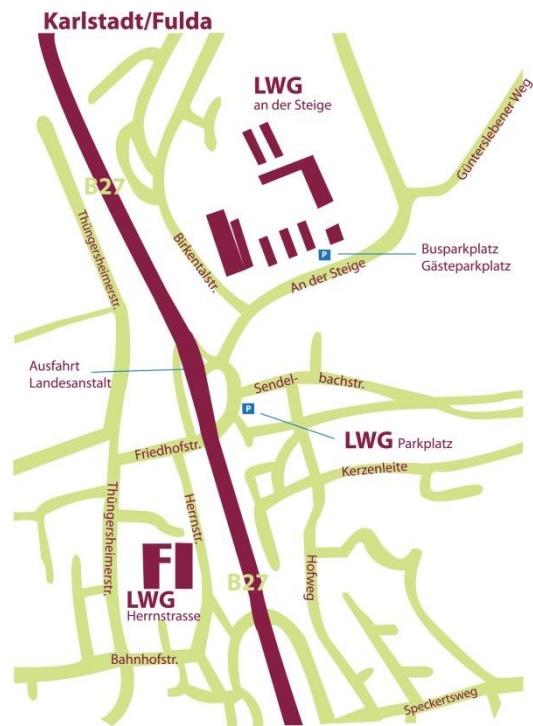 Karlstadt/Fulda
LWG
an der Steige
Günterslebener Weg
B27
Thüngersheimerstr.
Birkentalstr.
P
Busparkplatz
Gästeparkplatz
An der Steige
Ausfahrt
Landesanstalt
Sendel-
bachstr.
P
LWG Parkplatz
Friedhofstr.
Kerzenleite
Thüngersheimerstr.
Herrnstr.
Hofweg
B27
LWG
Herrnstrasse
Bahnhofstr.
Speckertsweg